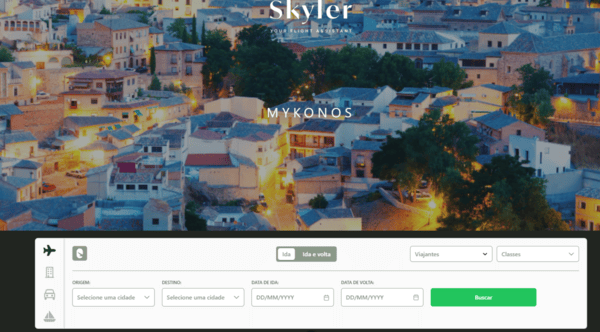 Skyler
YOUR FLIGHT ASSISTANT
MYKONOS
Ida
Ida e volta
Viajantes
Classes
ORIGEM:
DESTINO:
DATA DE IDA:
DATA DE VOLTA:
Selecione uma cidade
Selecione uma cidade
DD/MM/YYYY
DD/MM/YYYY
Buscar